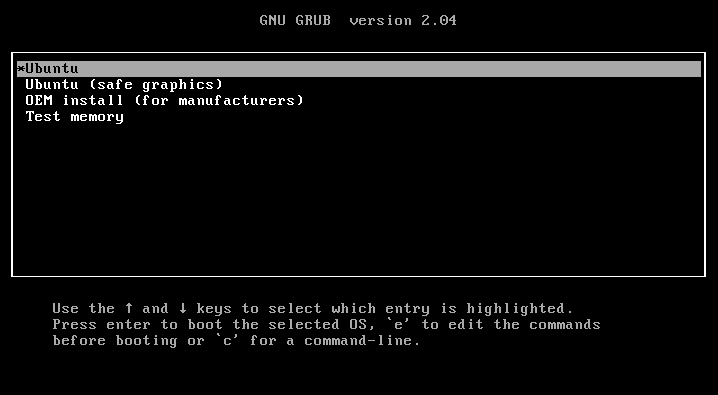 GNU GRUB  version 2.04
*Ubuntu
Ubuntu (safe graphics)
OEM install (for manufacturers)
Test memory
Use the ↑ and ↓ keys to select which entry is highlighted.
Press enter to boot the selected OS, `e' to edit the commands
before booting or `c' for a command-line.